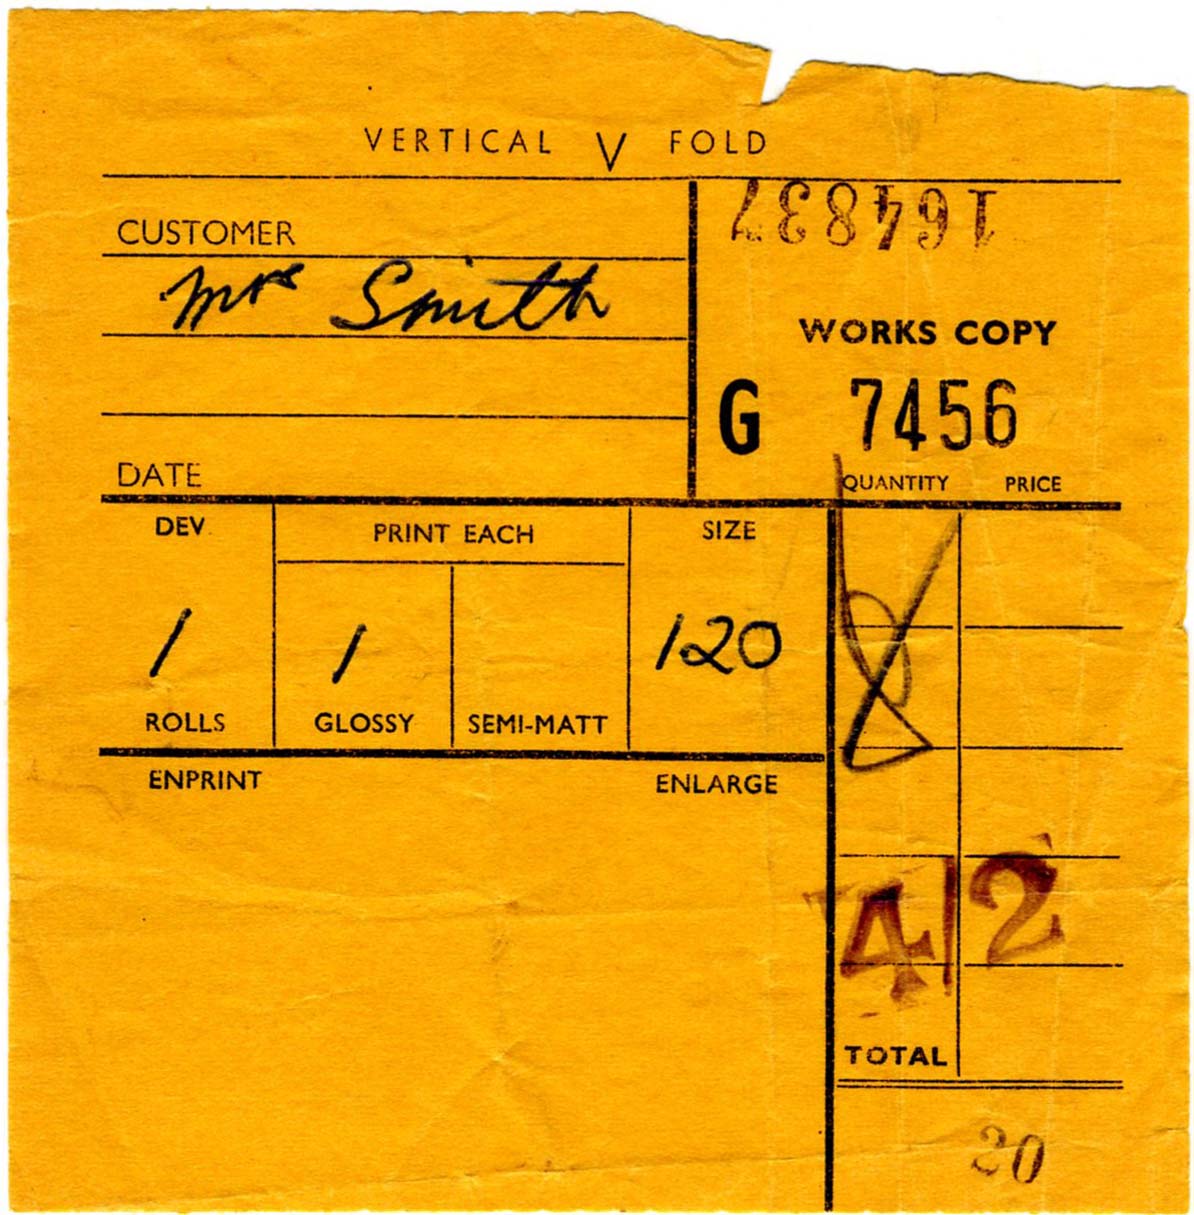 VERTICAL V FOLD
164837
CUSTOMER
Mrs Smith
WORKS COPY
G 7456
DATE
QUANTITY PRICE
DEV. PRINT EACH SIZE
1 1 120
ROLLS GLOSSY SEMI-MATT
8
ENPRINT ENLARGE
4/2
TOTAL
20